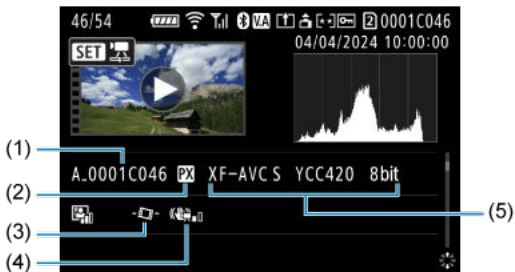 46/54 V.A 2 0001C046
04/04/2024 10:00:00
SET
(1)
A_0001C046 PX XF-AVC S YCC420 8bit
(2)
(5)
(3)
(4)